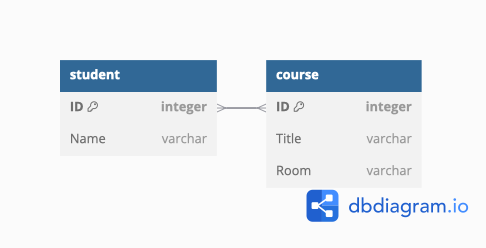 student
ID integer
Name varchar
course
ID integer
Title varchar
Room varchar
dbdiagram.io